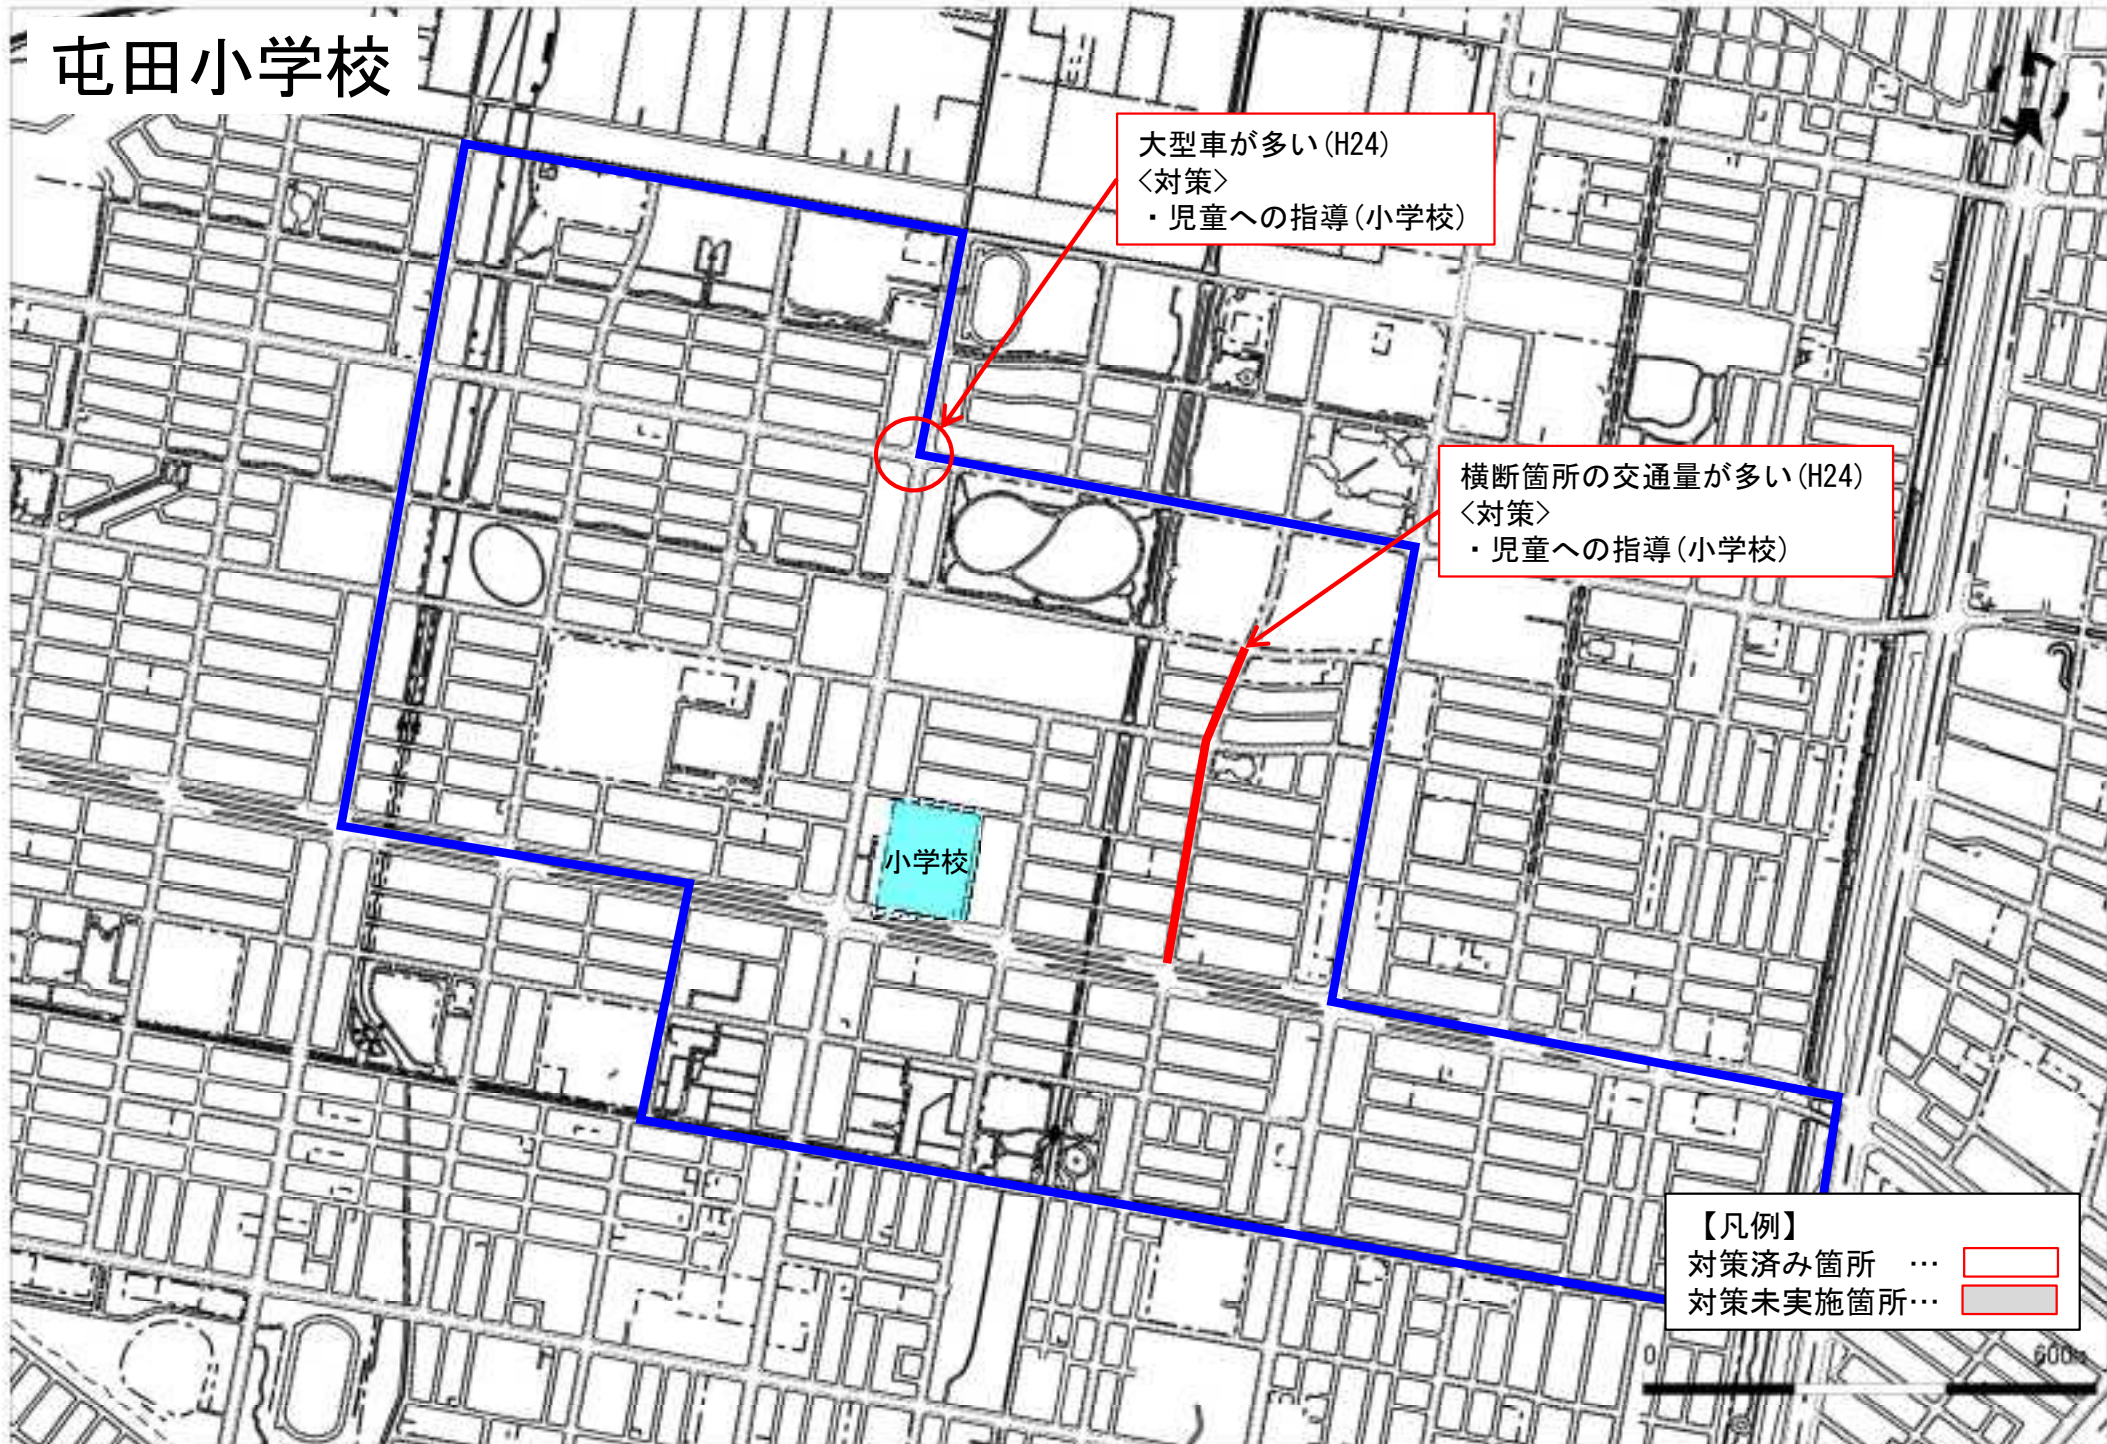 屯田小学校
大型車が多い(H24)
<対策>
・児童への指導(小学校)
横断箇所の交通量が多い(H24)
<対策>
・児童への指導(小学校)
小学校
【凡例】
対策済み箇所 …
対策未実施箇所…
0 600m